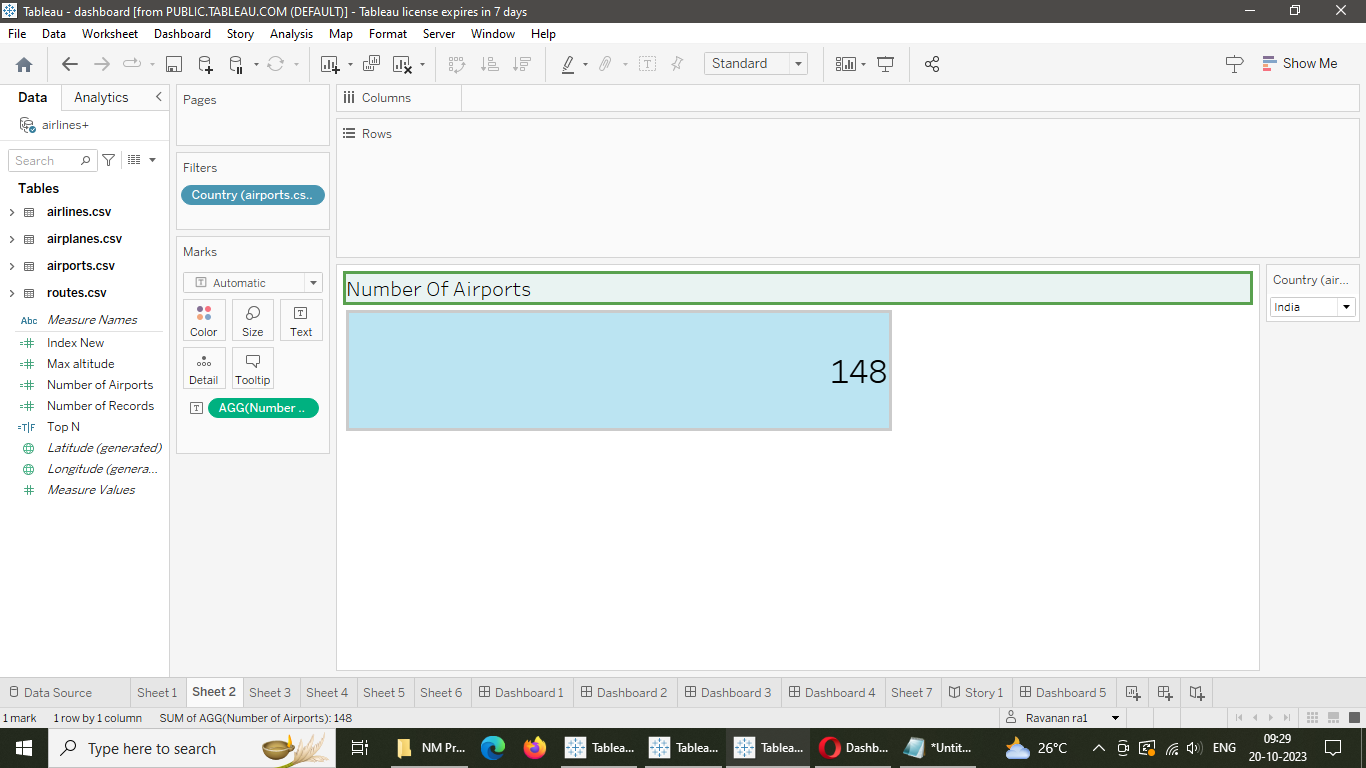 Tableau - dashboard [from PUBLIC.TABLEAU.COM (DEFAULT)] - Tableau license expires in 7 days
File Data Worksheet Dashboard Story Analysis Map Format Server Window Help
Standard
Show Me
Data Analytics
airlines+
Search
Tables
airlines.csv
airplanes.csv
airports.csv
routes.csv
Abc Measure Names
Index New
Max altitude
Number of Airports
Number of Records
Top N
Latitude (generated)
Longitude (genera...
Measure Values
Pages
Filters
Country (airports.cs..
Marks
Automatic
Color Size Text
Detail Tooltip
AGG(Number ..
Columns
Rows
Number Of Airports
148
Country (air...
India
Data Source Sheet 1 Sheet 2 Sheet 3 Sheet 4 Sheet 5 Sheet 6 Dashboard 1 Dashboard 2 Dashboard 3 Dashboard 4 Sheet 7 Story 1 Dashboard 5
1 mark 1 row by 1 column SUM of AGG(Number of Airports): 148 Ravanan ra1
Type here to search NM Pr... Tablea... Tablea... Tablea... Dashb... *Untit... 26°C ENG 09:29
20-10-2023